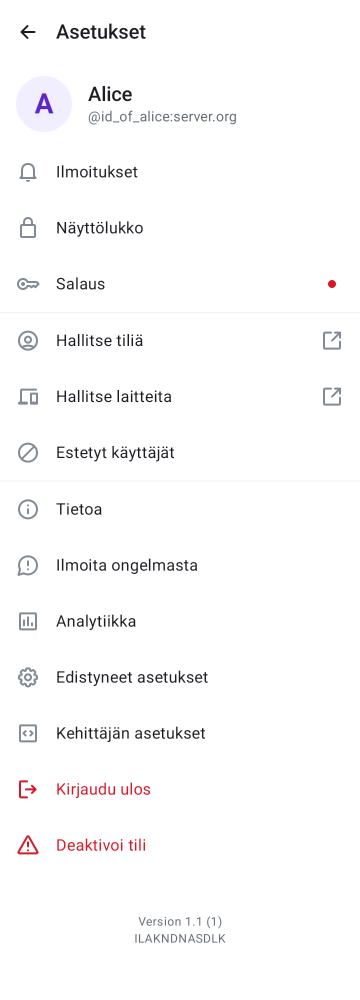 Asetukset
A
Alice
@id_of_alice:server.org
Ilmoitukset
Näyttölukko
Salaus
Hallitse tiliä
Hallitse laitteita
Estetyt käyttäjät
Tietoa
Ilmoita ongelmasta
Analytiikka
Edistyneet asetukset
Kehittäjän asetukset
Kirjaudu ulos
Deaktivoi tili
Version 1.1 (1)
ILAKNDNASDLK